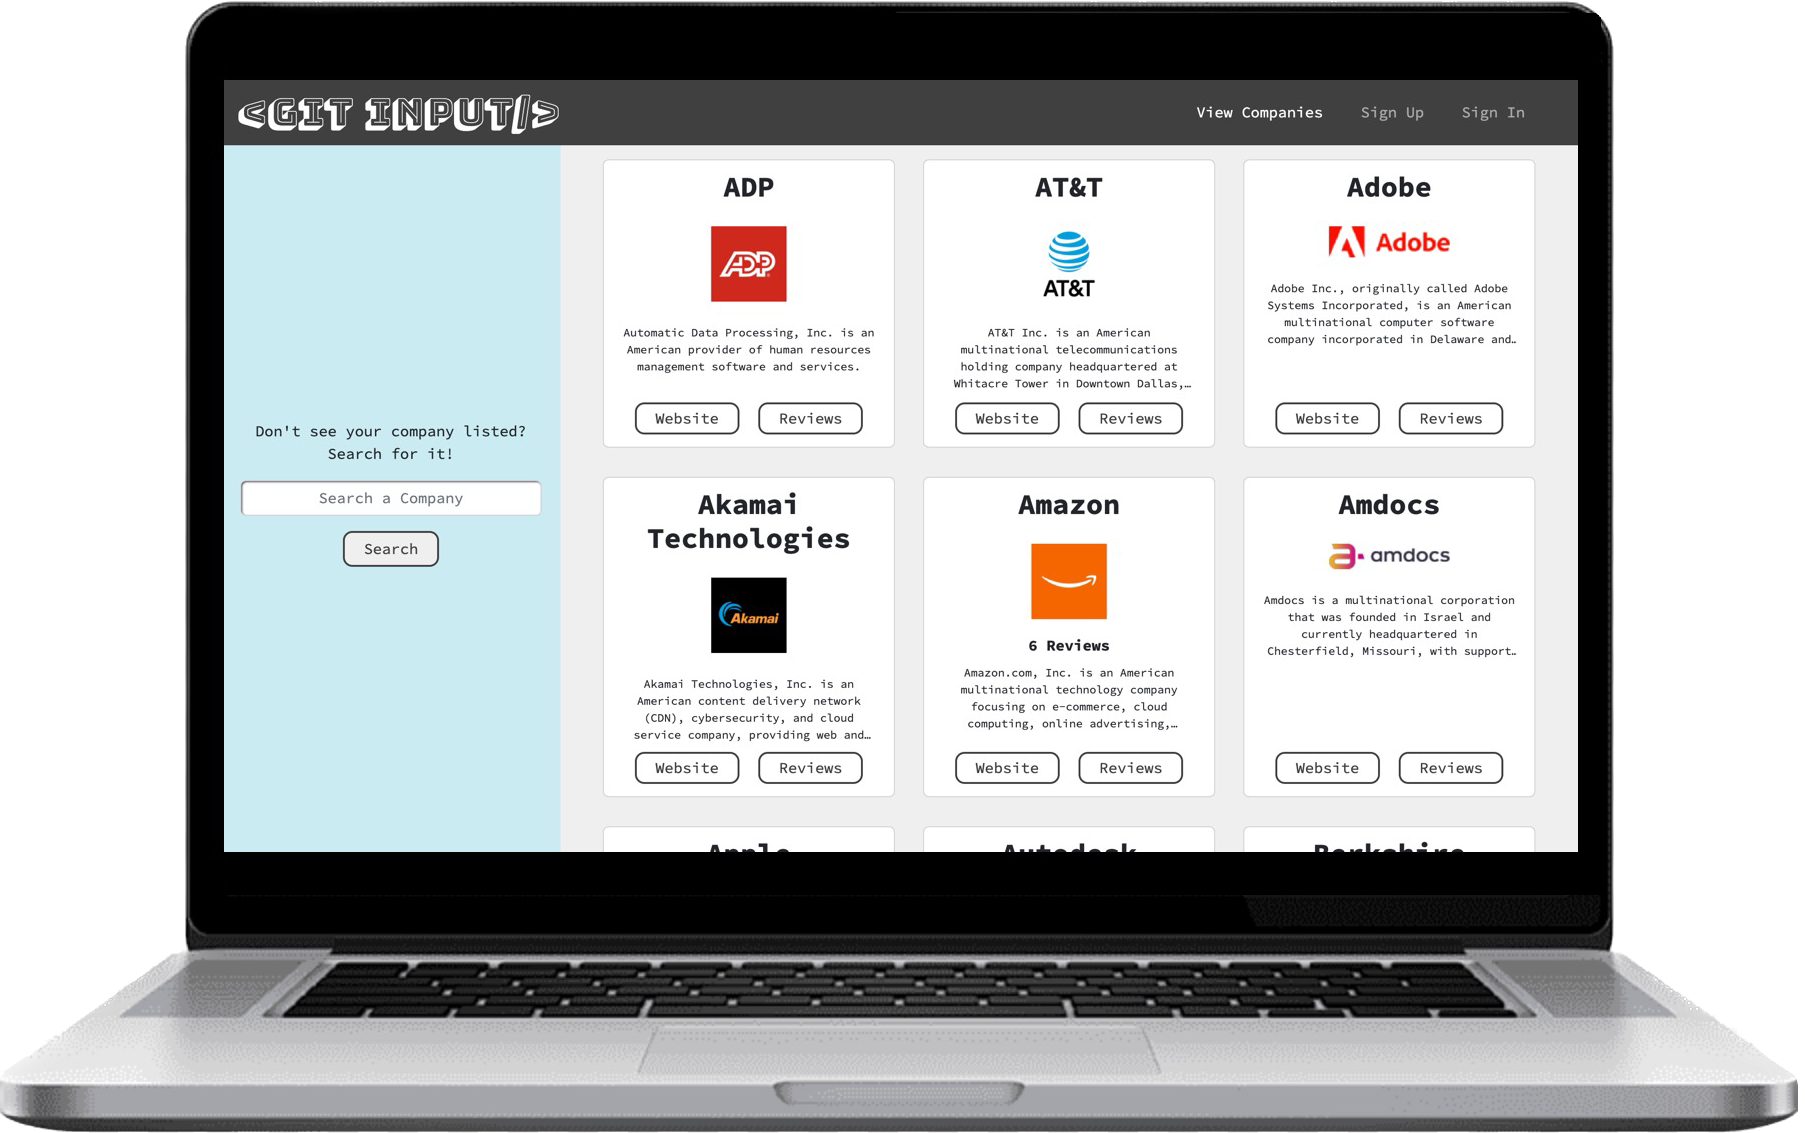 <GIT INPUT/>
View Companies
Sign Up
Sign In
Don't see your company listed?
Search for it!
Search a Company
Search
ADP
ADP
Automatic Data Processing, Inc. is an
American provider of human resources
management software and services.
Website
Reviews
AT&T
AT&T
AT&T Inc. is an American
multinational telecommunications
holding company headquartered at
Whitacre Tower in Downtown Dallas,…
Website
Reviews
Adobe
Adobe
Adobe Inc., originally called Adobe
Systems Incorporated, is an American
multinational computer software
company incorporated in Delaware and…
Website
Reviews
Akamai
Technologies
Akamai
Akamai Technologies, Inc. is an
American content delivery network
(CDN), cybersecurity, and cloud
service company, providing web and…
Website
Reviews
Amazon
6 Reviews
Amazon.com, Inc. is an American
multinational technology company
focusing on e-commerce, cloud
computing, online advertising,…
Website
Reviews
Amdocs
amdocs
Amdocs is a multinational corporation
that was founded in Israel and
currently headquartered in
Chesterfield, Missouri, with support…
Website
Reviews
Apple
Autodesk
Berkshire